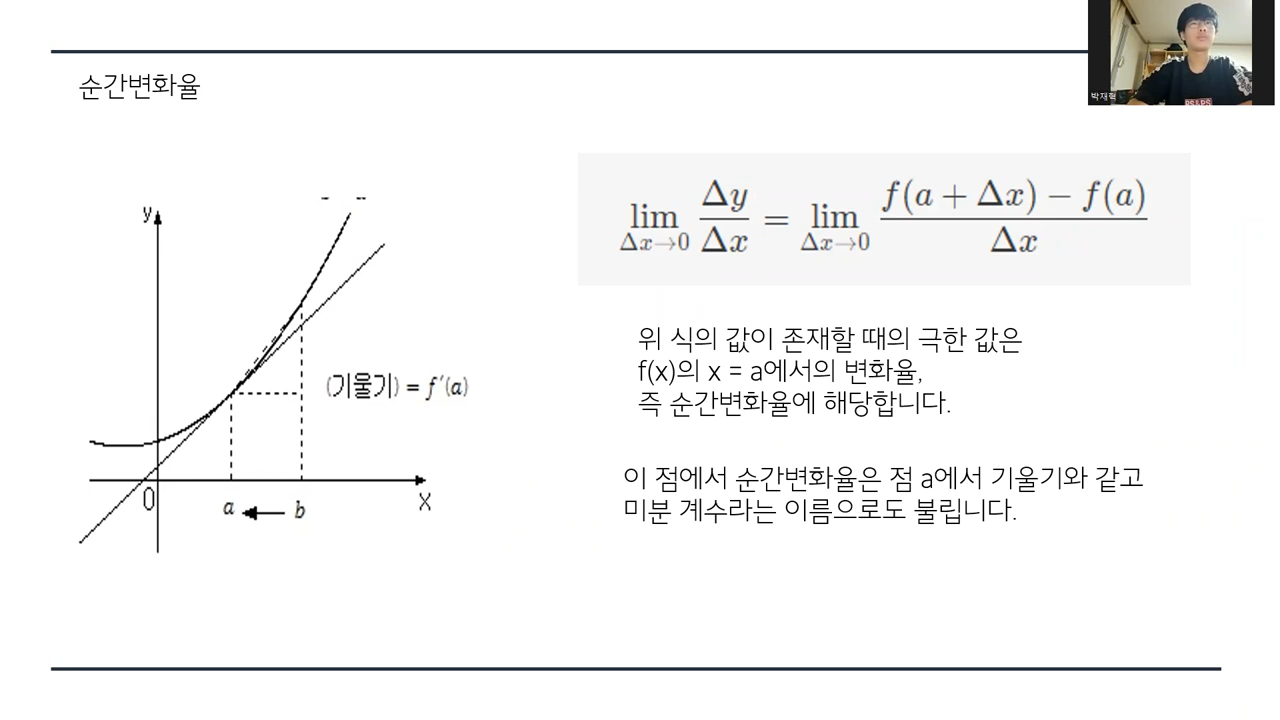 순간변화율
박재혁
lim Δx→0 Δy/Δx = lim Δx→0 f(a + Δx) − f(a)/Δx
y
(기울기) = f′(a)
0
a
b
X
위 식의 값이 존재할 때의 극한 값은
f(x)의 x = a에서의 변화율,
즉 순간변화율에 해당합니다.
이 점에서 순간변화율은 점 a에서 기울기와 같고
미분 계수라는 이름으로도 불립니다.